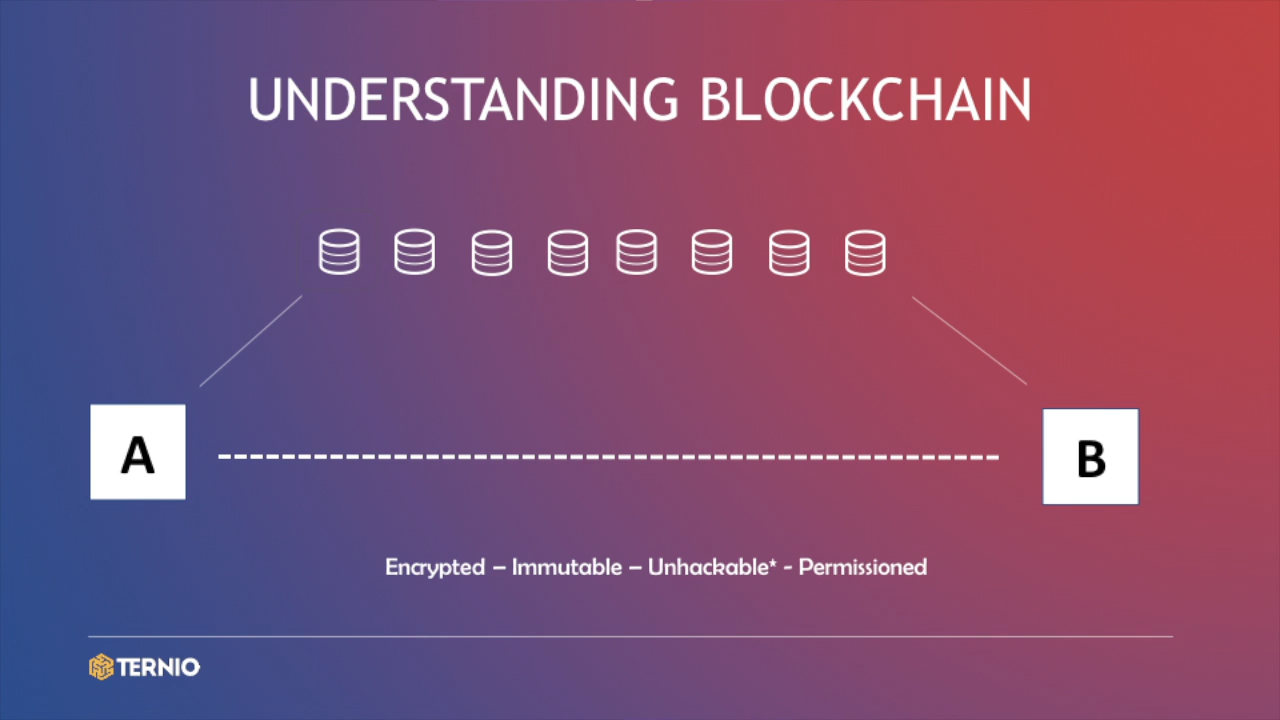 UNDERSTANDING BLOCKCHAIN
A
B
Encrypted – Immutable – Unhackable* - Permissioned
TERNIO